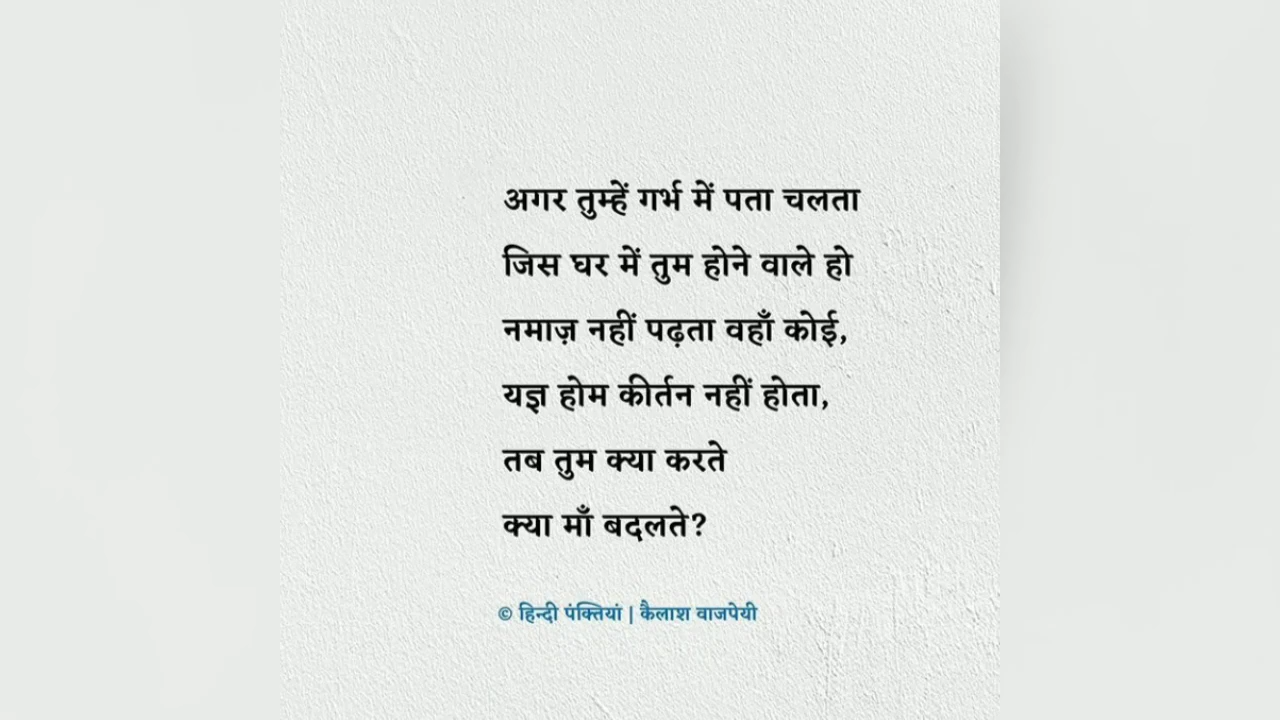 अगर तुम्हें गर्भ में पता चलता
जिस घर में तुम होने वाले हो
नमाज़ नहीं पढ़ता वहाँ कोई,
यज्ञ होम कीर्तन नहीं होता,
तब तुम क्या करते
क्या माँ बदलते?
© हिन्दी पंक्तियां | कैलाश वाजपेयी